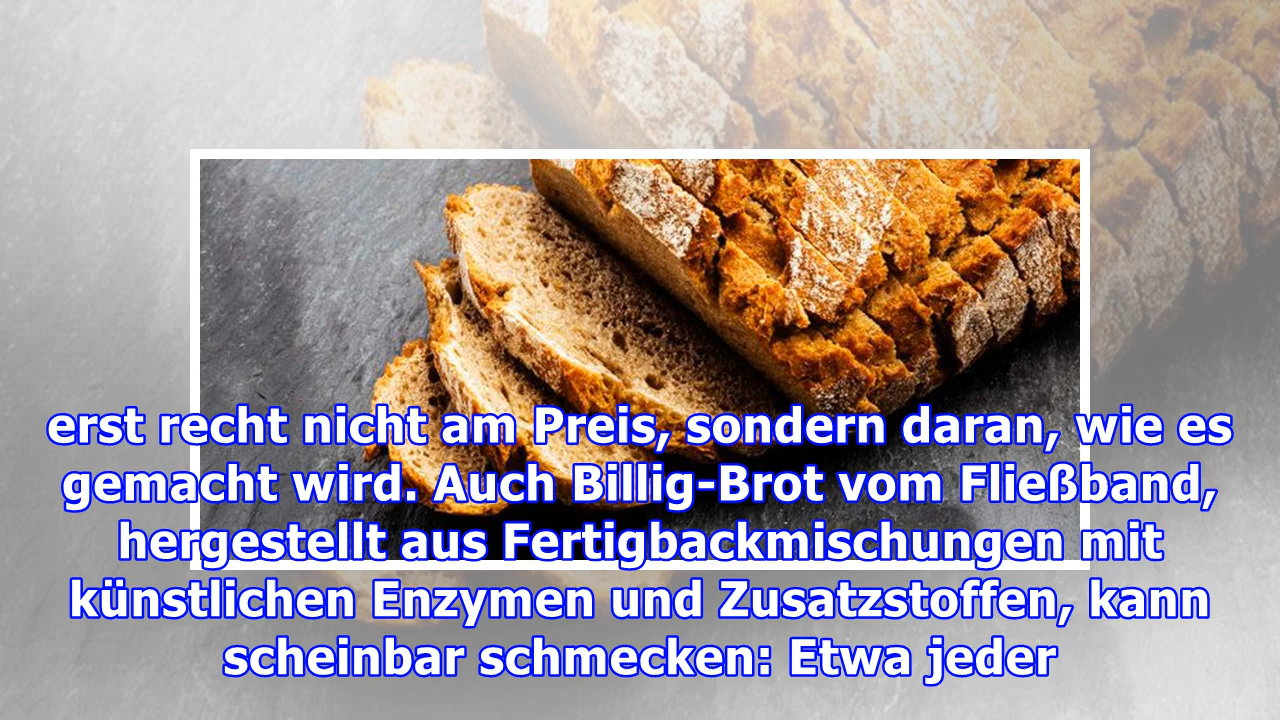 erst recht nicht am Preis, sondern daran, wie es
gemacht wird. Auch Billig-Brot vom Fließband,
hergestellt aus Fertigbackmischungen mit
künstlichen Enzymen und Zusatzstoffen, kann
scheinbar schmecken: Etwa jeder